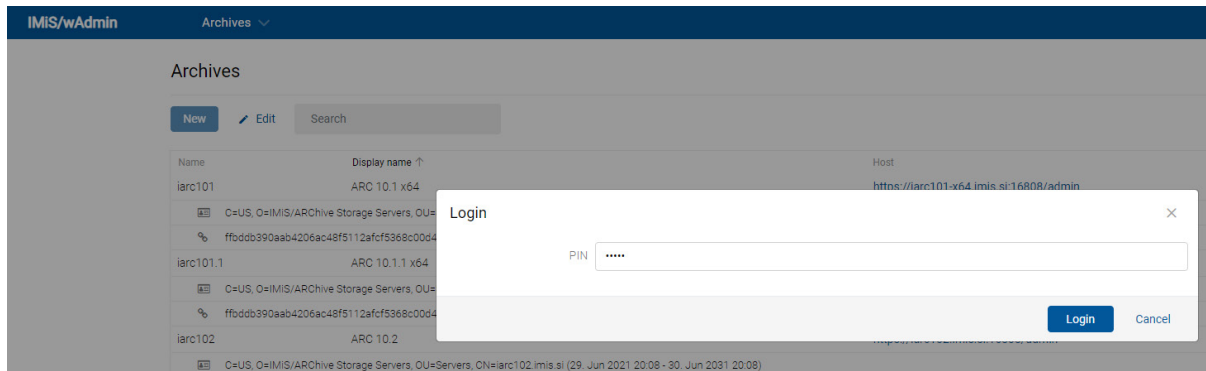 IMiS/wAdmin Archives
Archives
New Edit Search
Name Display name ↑ Host
iarc101 ARC 10.1 x64 https://iarc101-x64.imis.si:16808/admin
C=US, O=IMiS/ARChive Storage Servers, OU=
Login
ffbddb390aab4206ac48f5112afcf5368c00d4
PIN •••••
iarc101.1 ARC 10.1.1 x64
C=US, O=IMiS/ARChive Storage Servers, OU=
ffbddb390aab4206ac48f5112afcf5368c00d4
Login Cancel
iarc102 ARC 10.2
C=US, O=IMiS/ARChive Storage Servers, OU=Servers, CN=iarc102.imis.si (29. Jun 2021 20:08 - 30. Jun 2031 20:08)